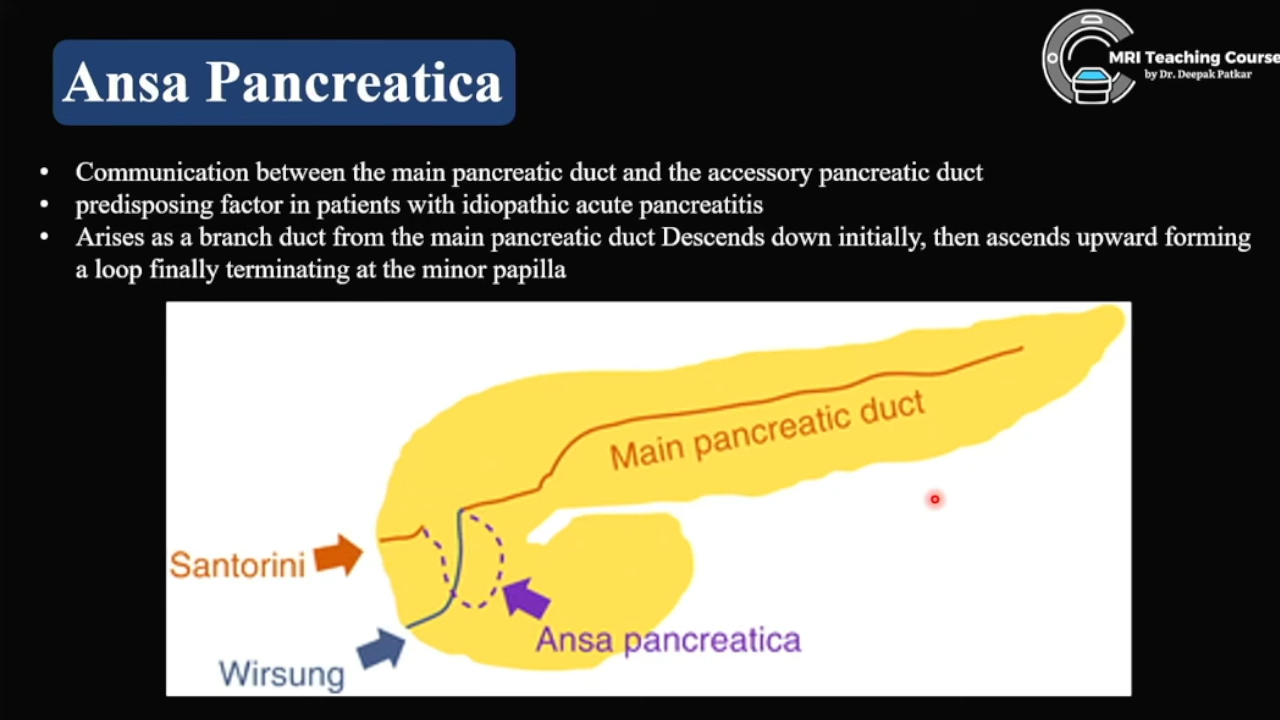 Ansa Pancreatica
MRI Teaching Course
by Dr. Deepak Patkar
• Communication between the main pancreatic duct and the accessory pancreatic duct
• predisposing factor in patients with idiopathic acute pancreatitis
• Arises as a branch duct from the main pancreatic duct Descends down initially, then ascends upward forming
a loop finally terminating at the minor papilla
Main pancreatic duct
Santorini
Ansa pancreatica
Wirsung